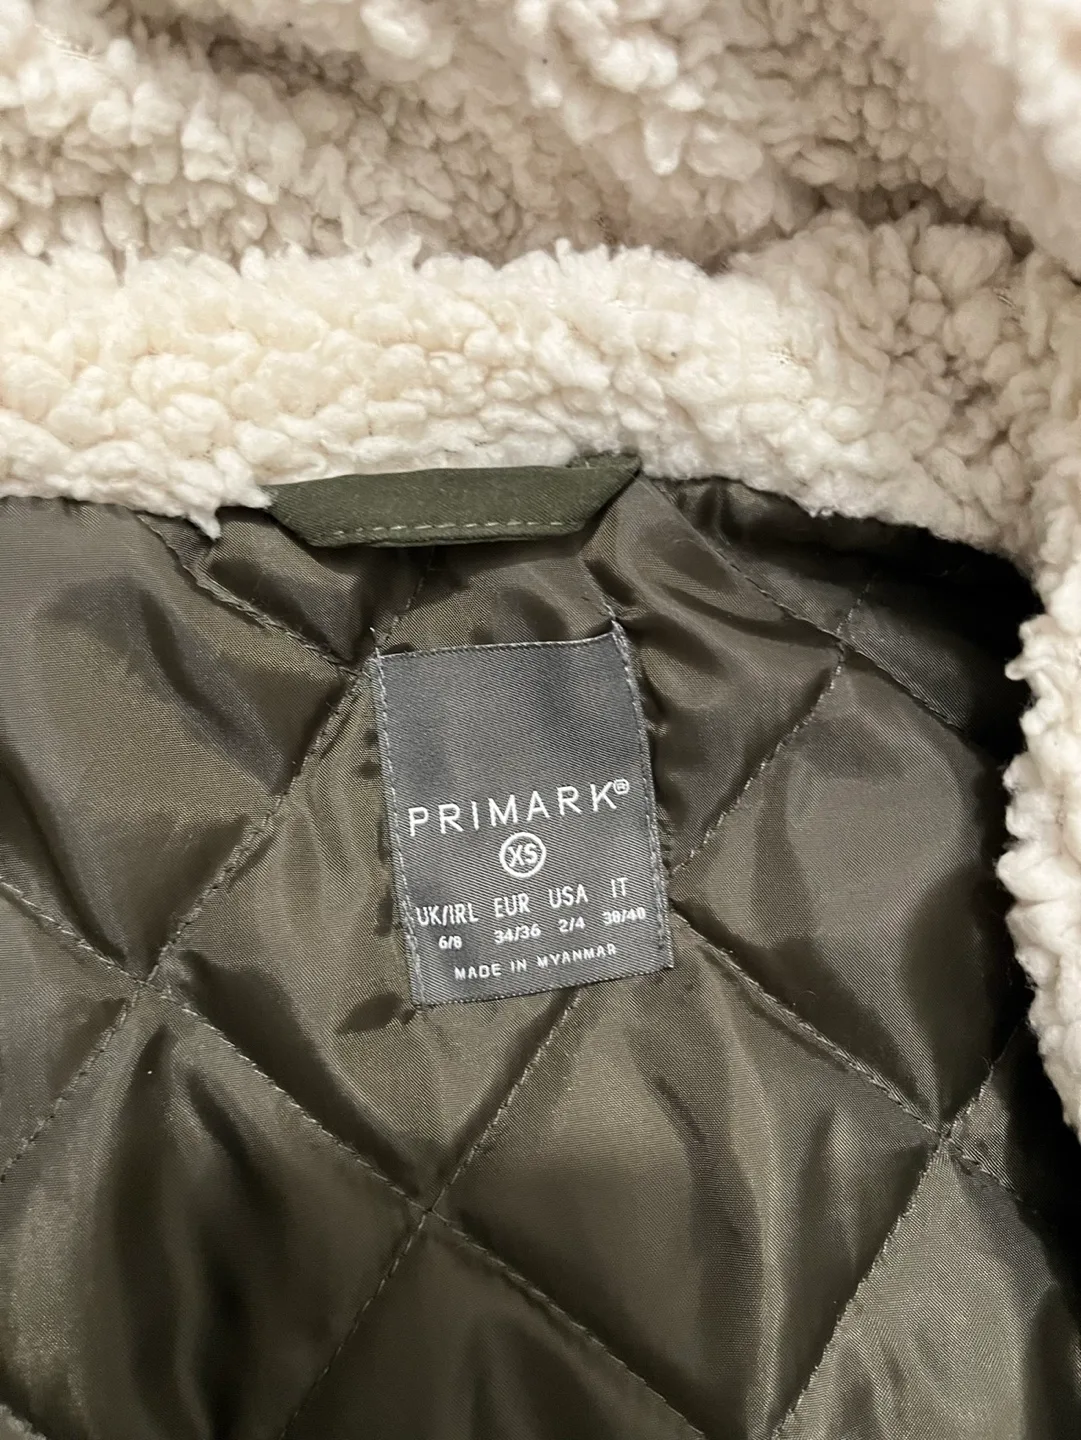 PRIMARK®
XS
UK/IRL EUR USA IT
6/8 34/36 2/4 38/40
MADE IN MYANMAR